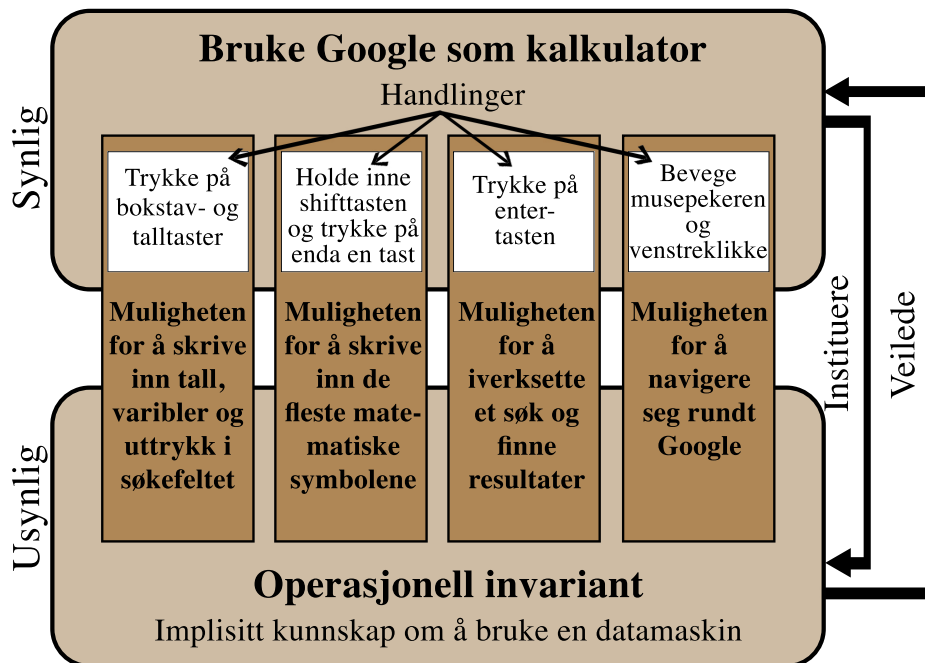 Bruke Google som kalkulator
Handlinger
Synlig
Trykke på
bokstav- og
talltaster
Holde inne
shifttasten
og trykke på
enda en tast
Trykke på
enter-
tasten
Bevege
musepekeren
og
venstreklikke
Muligheten
for å skrive
inn tall,
varibler og
uttrykk i
søkefeltet
Muligheten
for å skrive
inn de
fleste mate-
matiske
symbolene
Muligheten
for å
iverksette
et søk og
finne
resultater
Muligheten
for å
navigere
seg rundt
Google
Instituere
Veilede
Usynlig
Operasjonell invariant
Implisitt kunnskap om å bruke en datamaskin